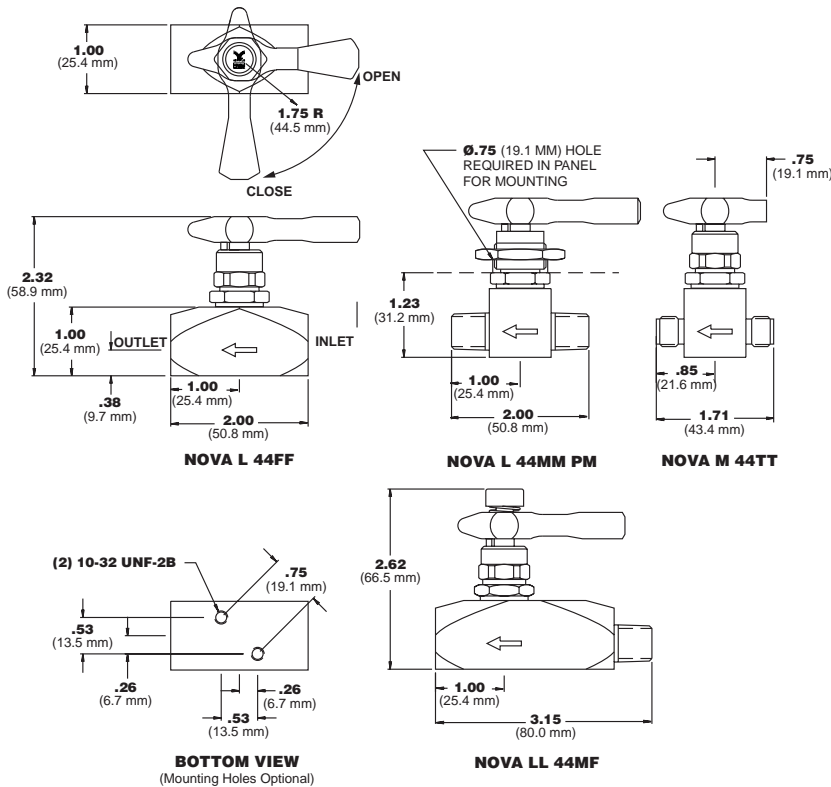 1.00
(25.4 mm)
OPEN
1.75 R
(44.5 mm)
CLOSE
Ø.75 (19.1 MM) HOLE
REQUIRED IN PANEL
FOR MOUNTING
.75
(19.1 mm)
2.32
(58.9 mm)
1.00
(25.4 mm)
OUTLET
INLET
.38
(9.7 mm)
1.00
(25.4 mm)
2.00
(50.8 mm)
NOVA L 44FF
1.23
(31.2 mm)
1.00
(25.4 mm)
2.00
(50.8 mm)
NOVA L 44MM PM
.85
(21.6 mm)
1.71
(43.4 mm)
NOVA M 44TT
(2) 10-32 UNF-2B
.75
(19.1 mm)
.53
(13.5 mm)
.26
(6.7 mm)
.26
(6.7 mm)
.53
(13.5 mm)
BOTTOM VIEW
(Mounting Holes Optional)
2.62
(66.5 mm)
1.00
(25.4 mm)
3.15
(80.0 mm)
NOVA LL 44MF